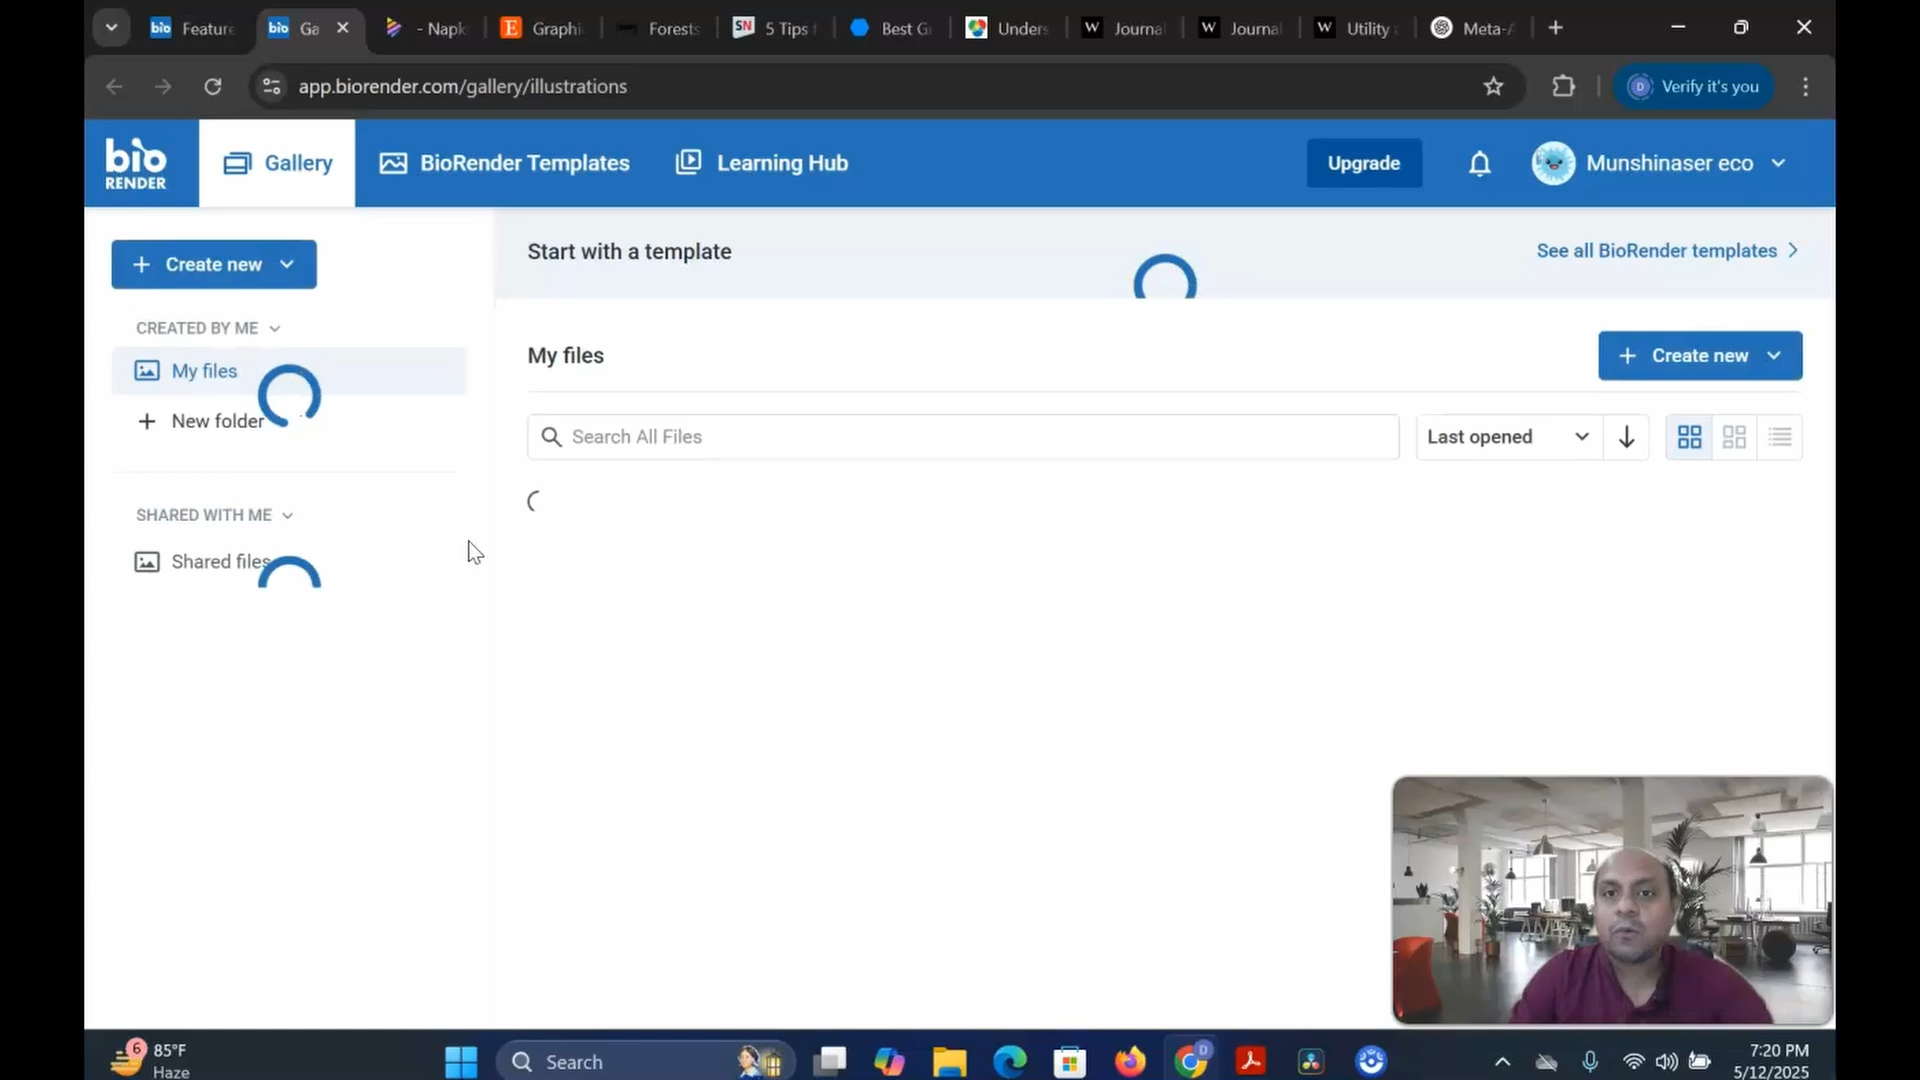 Feature
Ga
- Napk
Graphi
Forests
SN
5 Tips f
Best G
Unders
W
Journal
W
Journal
W
Utility a
Meta-A
app.biorender.com/gallery/illustrations
D
Verify it's you
bio
RENDER
Gallery
BioRender Templates
Learning Hub
Upgrade
Munshinaser eco
Create new
CREATED BY ME
My files
New folder
SHARED WITH ME
Shared files
Start with a template
See all BioRender templates
My files
Create new
Search All Files
Last opened
6
85°F
Haze
Search
D
7:20 PM
5/12/2025